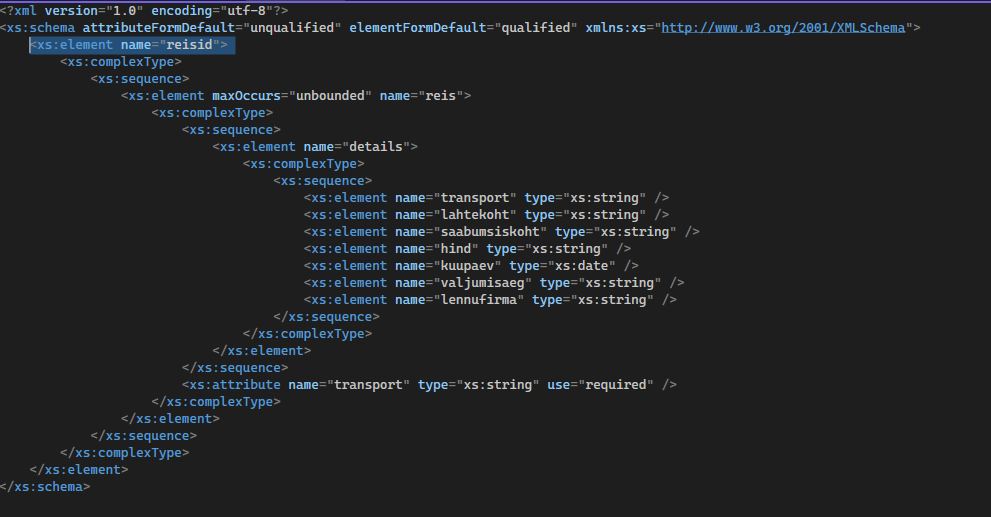 <?xml version="1.0" encoding="utf-8"?>
<xs:schema attributeFormDefault="unqualified" elementFormDefault="qualified" xmlns:xs="http://www.w3.org/2001/XMLSchema">
<xs:element name="reisid">
<xs:complexType>
<xs:sequence>
<xs:element maxOccurs="unbounded" name="reis">
<xs:complexType>
<xs:sequence>
<xs:element name="details">
<xs:complexType>
<xs:sequence>
<xs:element name="transport" type="xs:string" />
<xs:element name="lahtekoht" type="xs:string" />
<xs:element name="saabumsiskoht" type="xs:string" />
<xs:element name="hind" type="xs:string" />
<xs:element name="kuupaev" type="xs:date" />
<xs:element name="valjumisaeg" type="xs:string" />
<xs:element name="lennufirma" type="xs:string" />
</xs:sequence>
</xs:complexType>
</xs:element>
</xs:sequence>
<xs:attribute name="transport" type="xs:string" use="required" />
</xs:complexType>
</xs:element>
</xs:sequence>
</xs:complexType>
</xs:element>
</xs:schema>